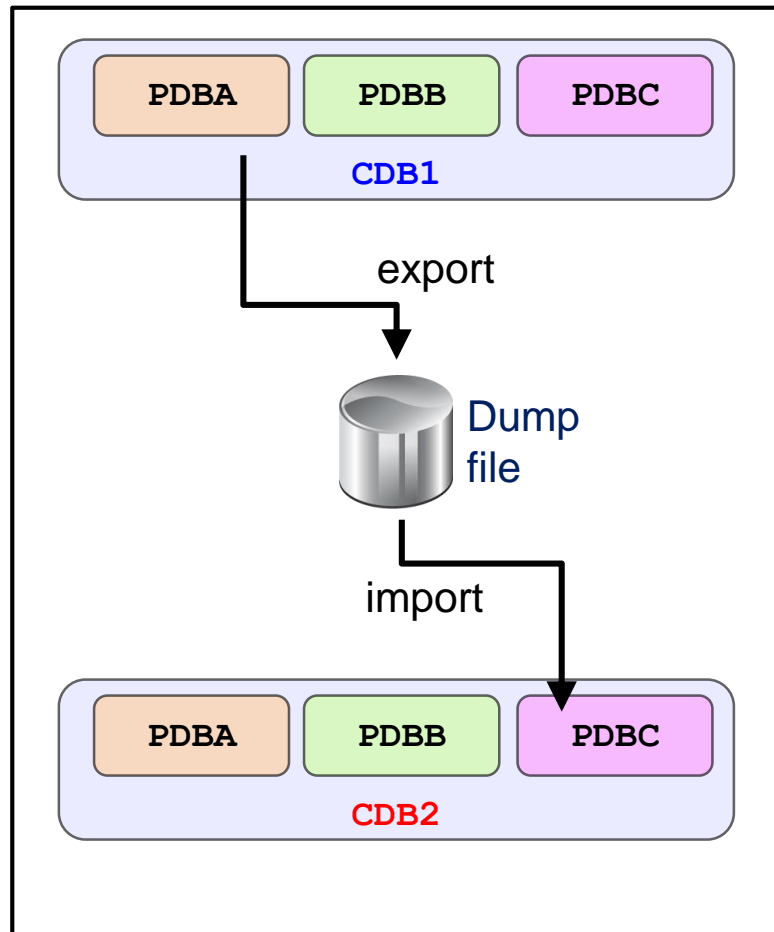 PDBA PDBB PDBC
CDB1
export
Dump
file
import
PDBA PDBB PDBC
CDB2